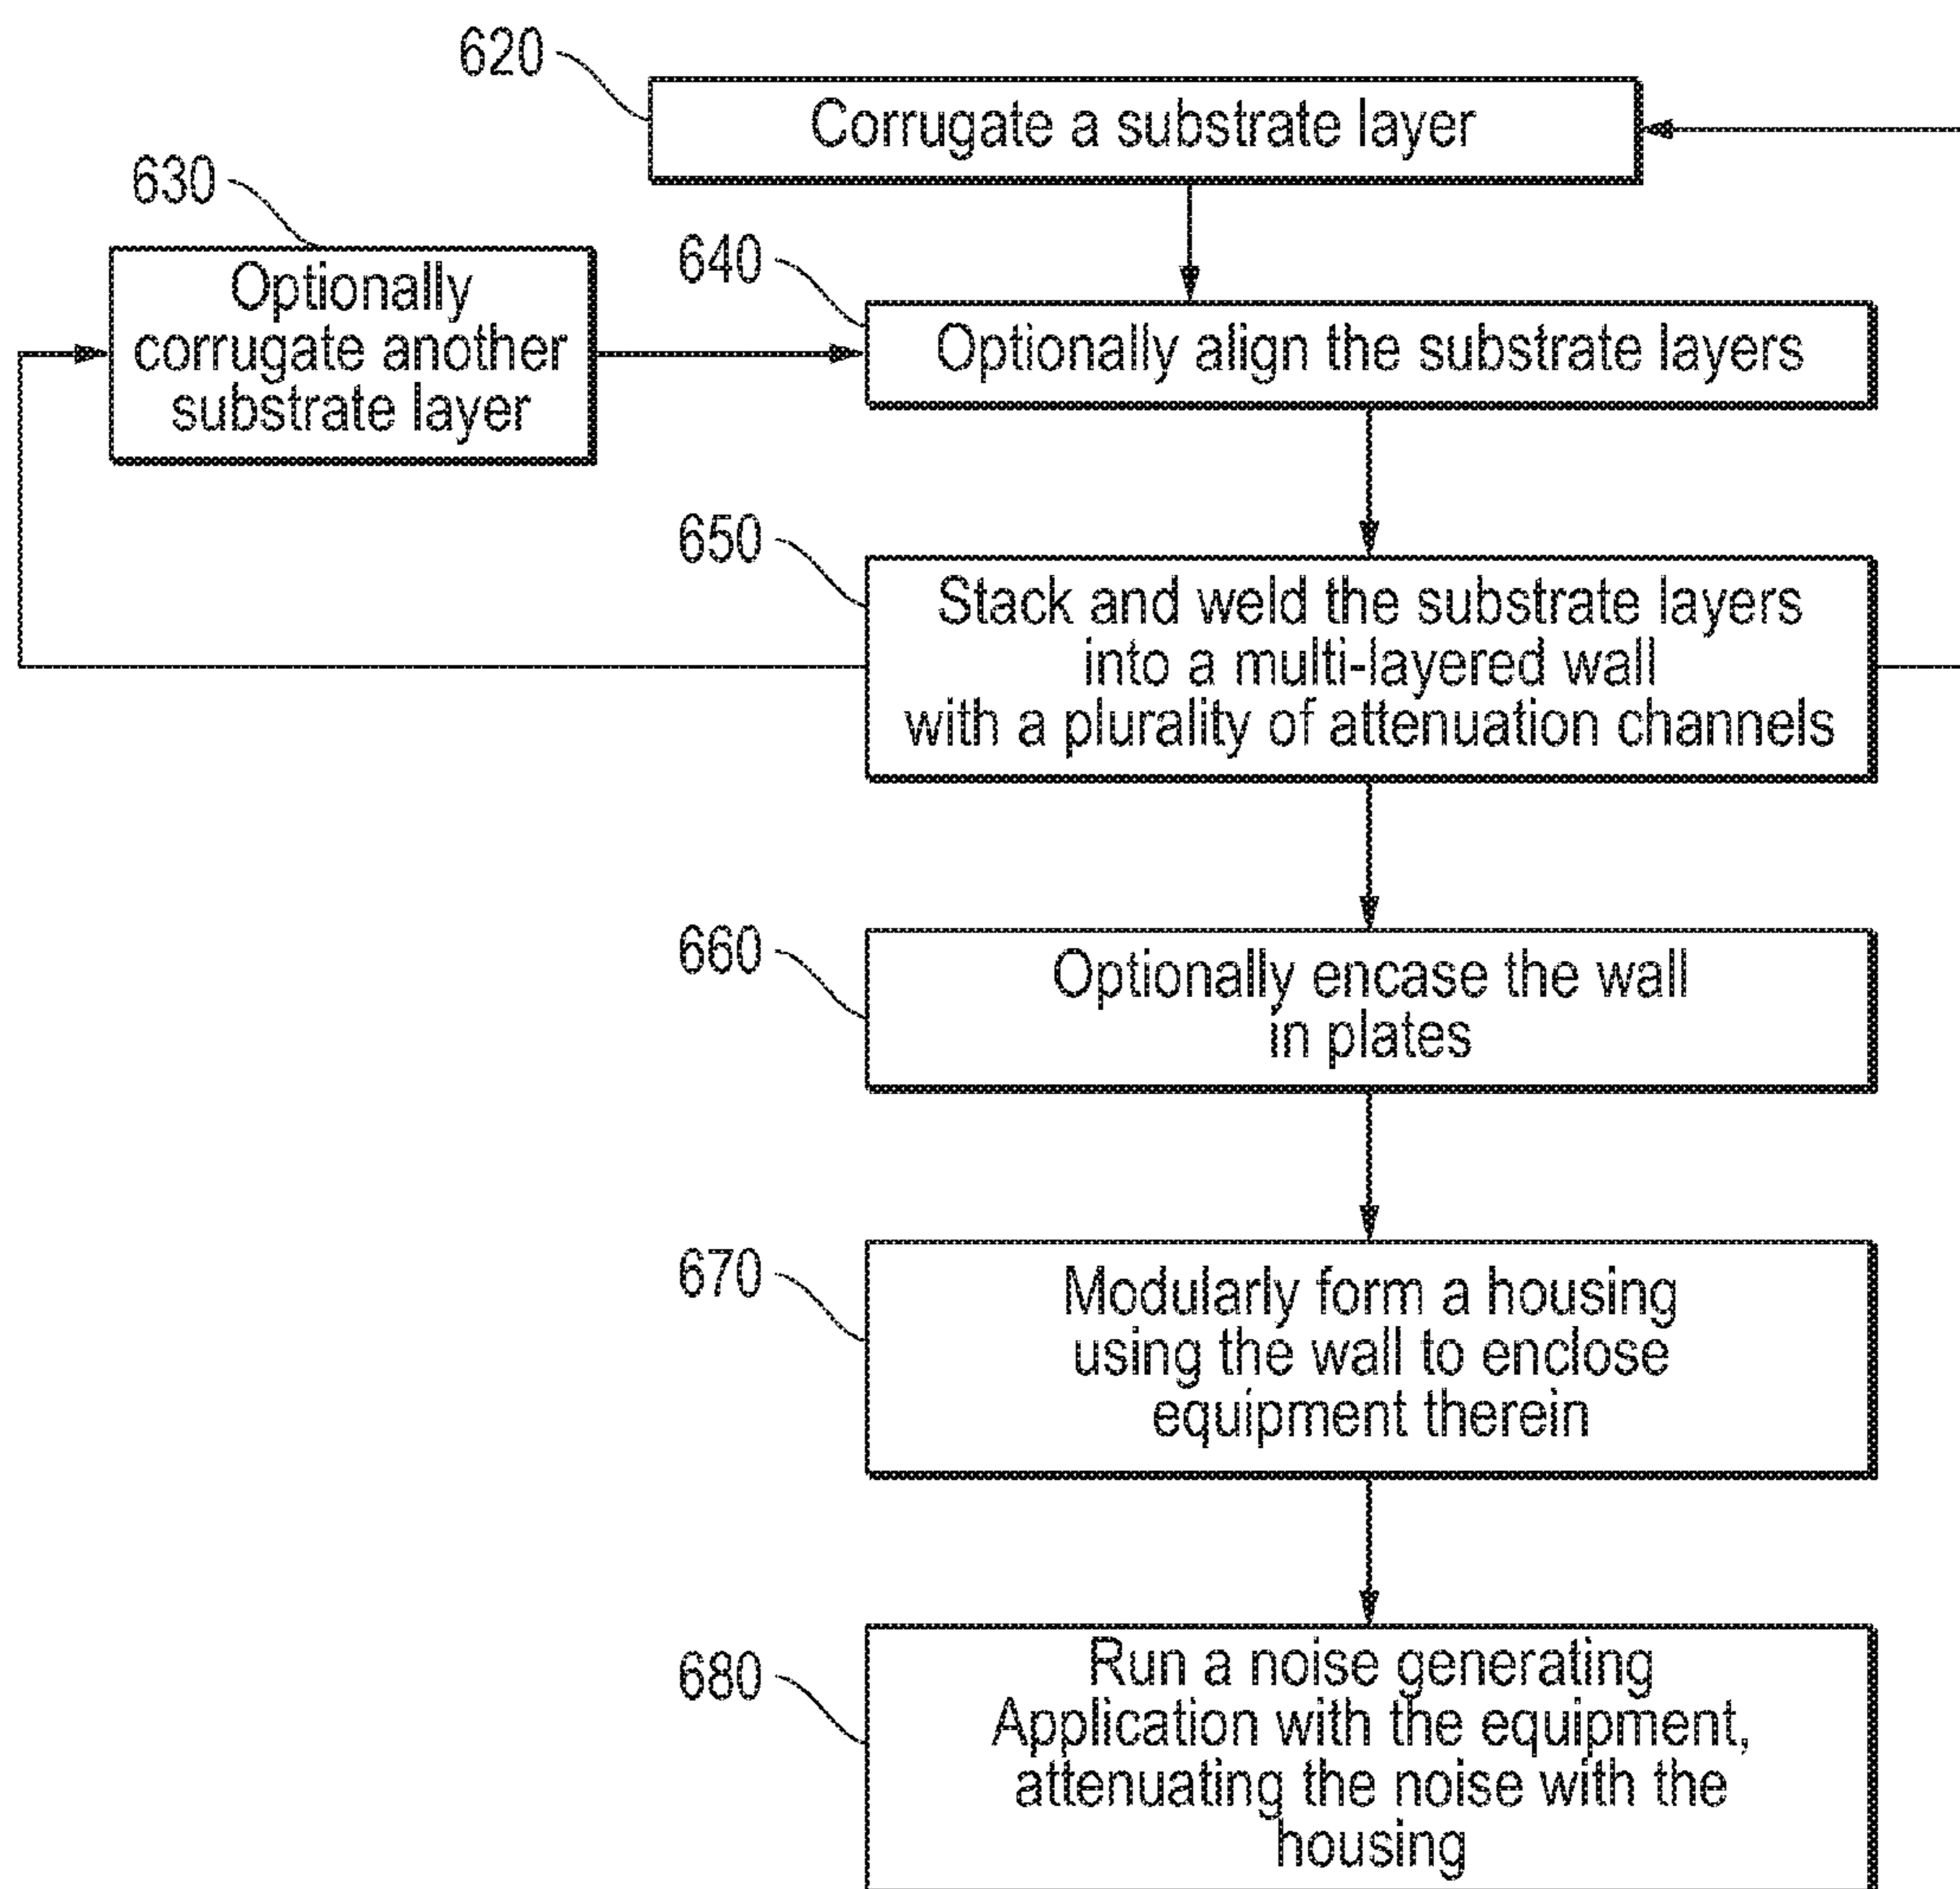 620
Corrugate a substrate layer
630
Optionally
corrugate another
substrate layer
640
Optionally align the substrate layers
650
Stack and weld the substrate layers
into a multi-layered wall
with a plurality of attenuation channels
660
Optionally encase the wall
in plates
670
Modularly form a housing
using the wall to enclose
equipment therein
680
Run a noise generating
Application with the equipment,
attenuating the noise with the
housing